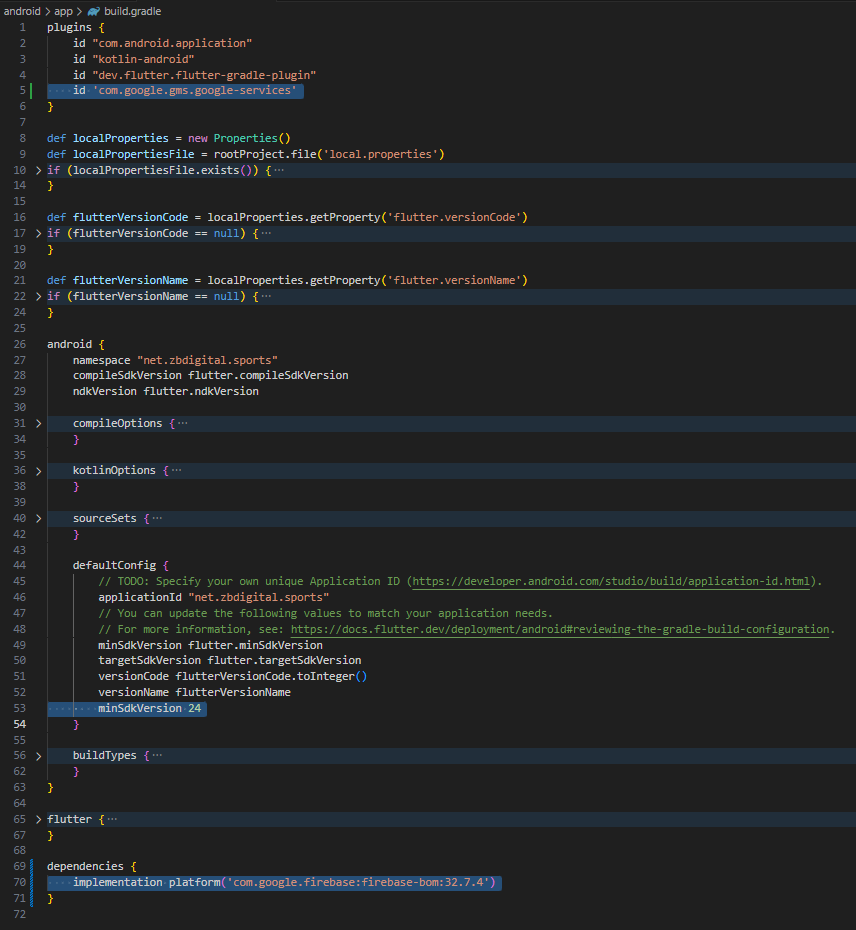 android > app > build.gradle
1 plugins {
2 id "com.android.application"
3 id "kotlin-android"
4 id "dev.flutter.flutter-gradle-plugin"
5 ····id·'com.google.gms.google-services'
6 }
7
8 def localProperties = new Properties()
9 def localPropertiesFile = rootProject.file('local.properties')
10 > if (localPropertiesFile.exists()) {···
14 }
15
16 def flutterVersionCode = localProperties.getProperty('flutter.versionCode')
17 > if (flutterVersionCode == null) {···
19 }
20
21 def flutterVersionName = localProperties.getProperty('flutter.versionName')
22 > if (flutterVersionName == null) {···
24 }
25
26 android {
27 namespace "net.zbdigital.sports"
28 compileSdkVersion flutter.compileSdkVersion
29 ndkVersion flutter.ndkVersion
30
31 > compileOptions {···
34 }
35
36 > kotlinOptions {···
38 }
39
40 > sourceSets {···
42 }
43
44 defaultConfig {
45 // TODO: Specify your own unique Application ID (https://developer.android.com/studio/build/application-id.html).
46 applicationId "net.zbdigital.sports"
47 // You can update the following values to match your application needs.
48 // For more information, see: https://docs.flutter.dev/deployment/android#reviewing-the-gradle-build-configuration.
49 minSdkVersion flutter.minSdkVersion
50 targetSdkVersion flutter.targetSdkVersion
51 versionCode flutterVersionCode.toInteger()
52 versionName flutterVersionName
53 ········minSdkVersion·24
54 }
55
56 > buildTypes {···
62 }
63 }
64
65 > flutter {···
67 }
68
69 dependencies {
70 ····implementation·platform('com.google.firebase:firebase-bom:32.7.4')
71 }
72